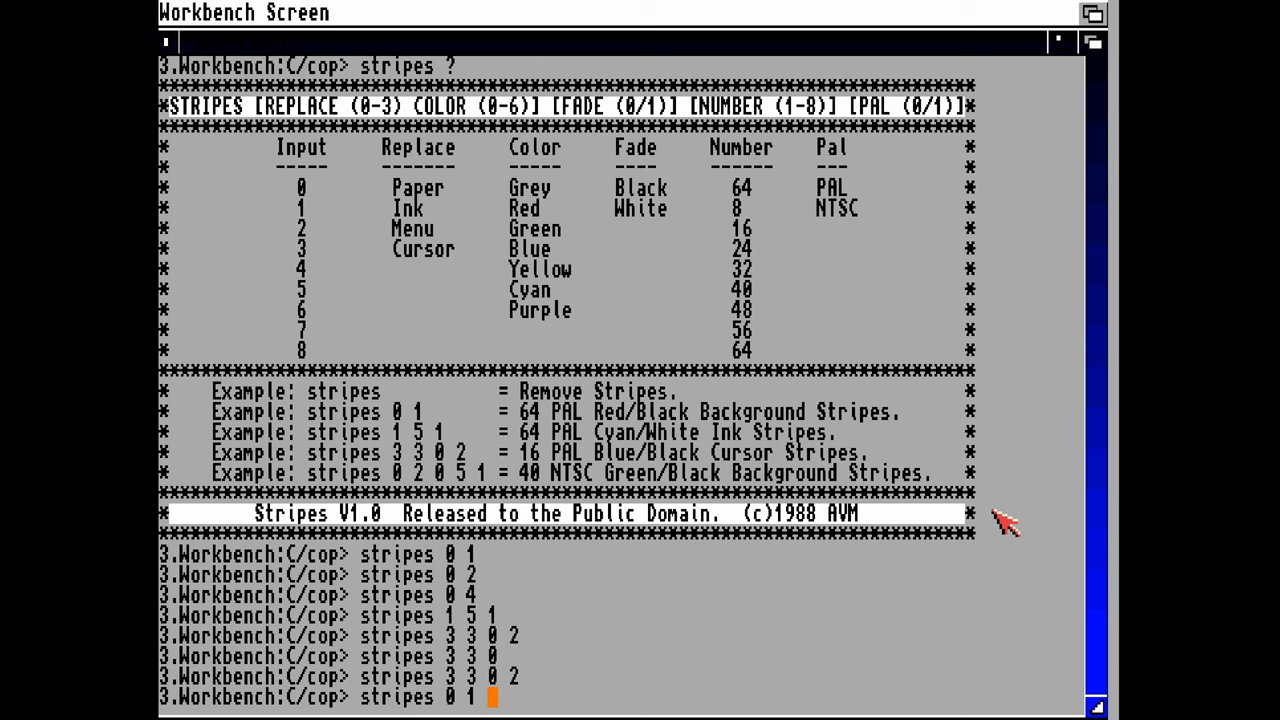 Workbench Screen
3.Workbench:C/cop> stripes ?
****************************************************************************
*STRIPES [REPLACE (0-3) COLOR (0-6)] [FADE (0/1)] [NUMBER (1-8)] [PAL (0/1)]*
****************************************************************************
* Input Replace Color Fade Number Pal *
* ----- ------- ----- ---- ------ --- *
* 0 Paper Grey Black 64 PAL *
* 1 Ink Red White 8 NTSC *
* 2 Menu Green 16 *
* 3 Cursor Blue 24 *
* 4 Yellow 32 *
* 5 Cyan 40 *
* 6 Purple 48 *
* 7 56 *
* 8 64 *
****************************************************************************
* Example: stripes = Remove Stripes. *
* Example: stripes 0 1 = 64 PAL Red/Black Background Stripes. *
* Example: stripes 1 5 1 = 64 PAL Cyan/White Ink Stripes. *
* Example: stripes 3 3 0 2 = 16 PAL Blue/Black Cursor Stripes. *
* Example: stripes 0 2 0 5 1 = 40 NTSC Green/Black Background Stripes. *
****************************************************************************
* Stripes V1.0 Released to the Public Domain. (c)1988 AVM *
****************************************************************************
3.Workbench:C/cop> stripes 0 1
3.Workbench:C/cop> stripes 0 2
3.Workbench:C/cop> stripes 0 4
3.Workbench:C/cop> stripes 1 5 1
3.Workbench:C/cop> stripes 3 3 0 2
3.Workbench:C/cop> stripes 3 3 0
3.Workbench:C/cop> stripes 3 3 0 2
3.Workbench:C/cop> stripes 0 1